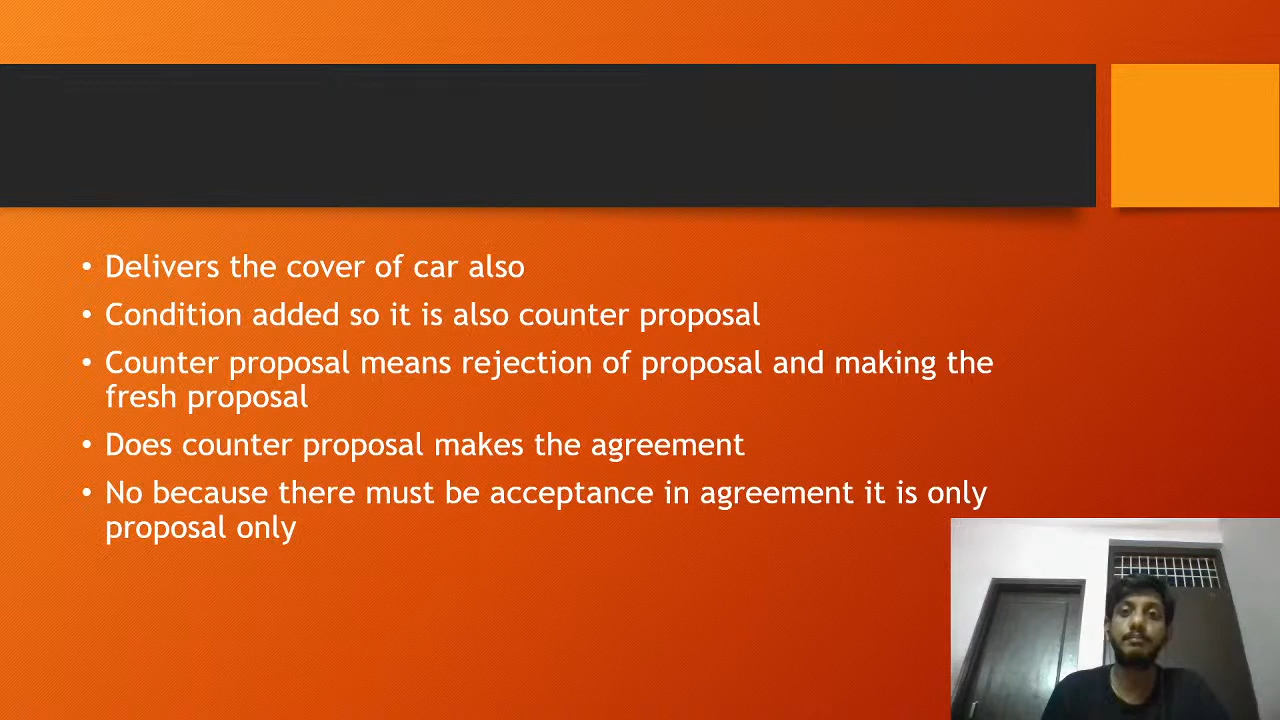 • Delivers the cover of car also
• Condition added so it is also counter proposal
• Counter proposal means rejection of proposal and making the
fresh proposal
• Does counter proposal makes the agreement
• No because there must be acceptance in agreement it is only
proposal only